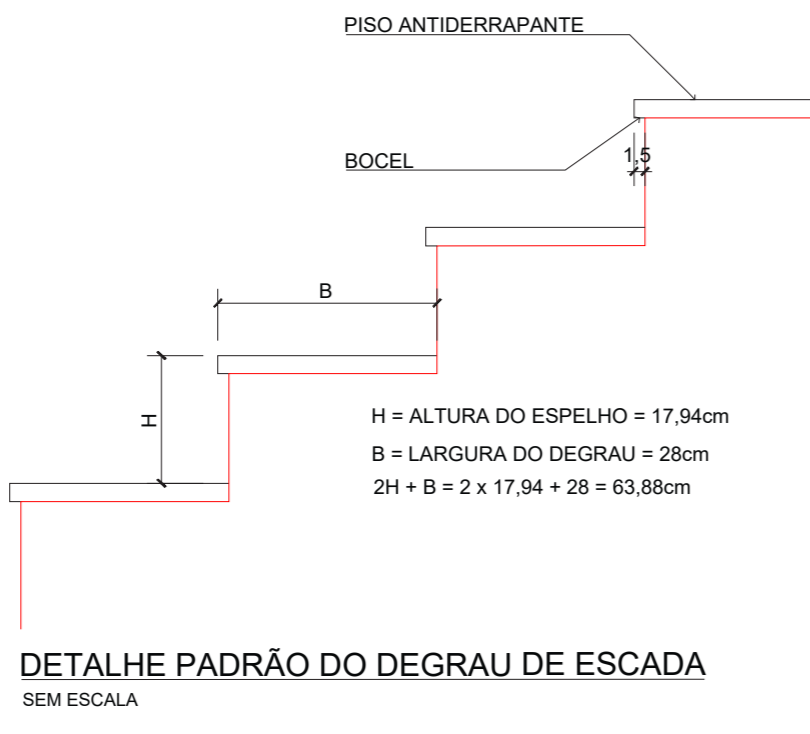 PISO ANTIDERRAPANTE
BOCEL
1,5
B
H
H = ALTURA DO ESPELHO = 17,94cm
B = LARGURA DO DEGRAU = 28cm
2H + B = 2 x 17,94 + 28 = 63,88cm
DETALHE PADRÃO DO DEGRAU DE ESCADA
SEM ESCALA